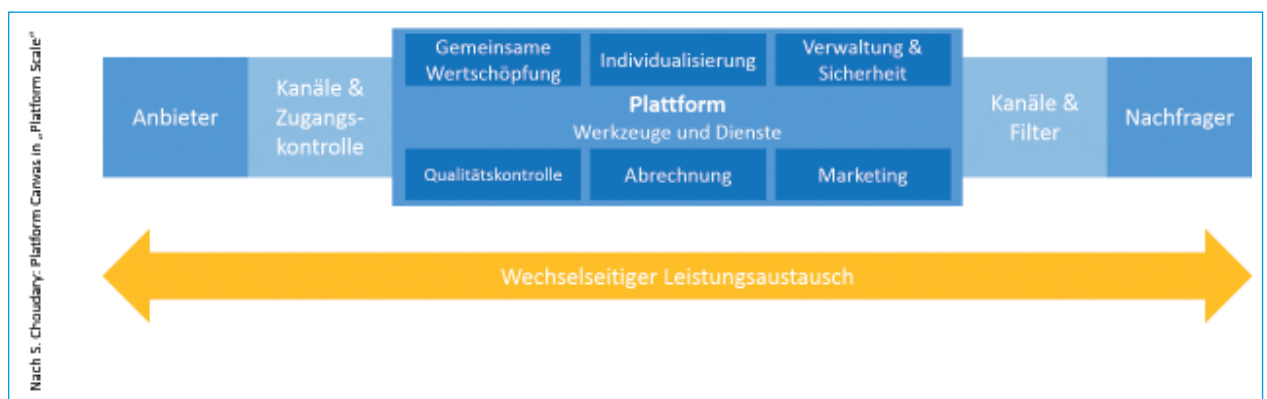 Nach S. Choudary: Platform Canvas in „Platform Scale“
Anbieter
Kanäle &
Zugangs-
kontrolle
Gemeinsame
Wertschöpfung
Individualisierung
Verwaltung &
Sicherheit
Plattform
Werkzeuge und Dienste
Qualitätskontrolle
Abrechnung
Marketing
Kanäle &
Filter
Nachfrager
Wechselseitiger Leistungsaustausch